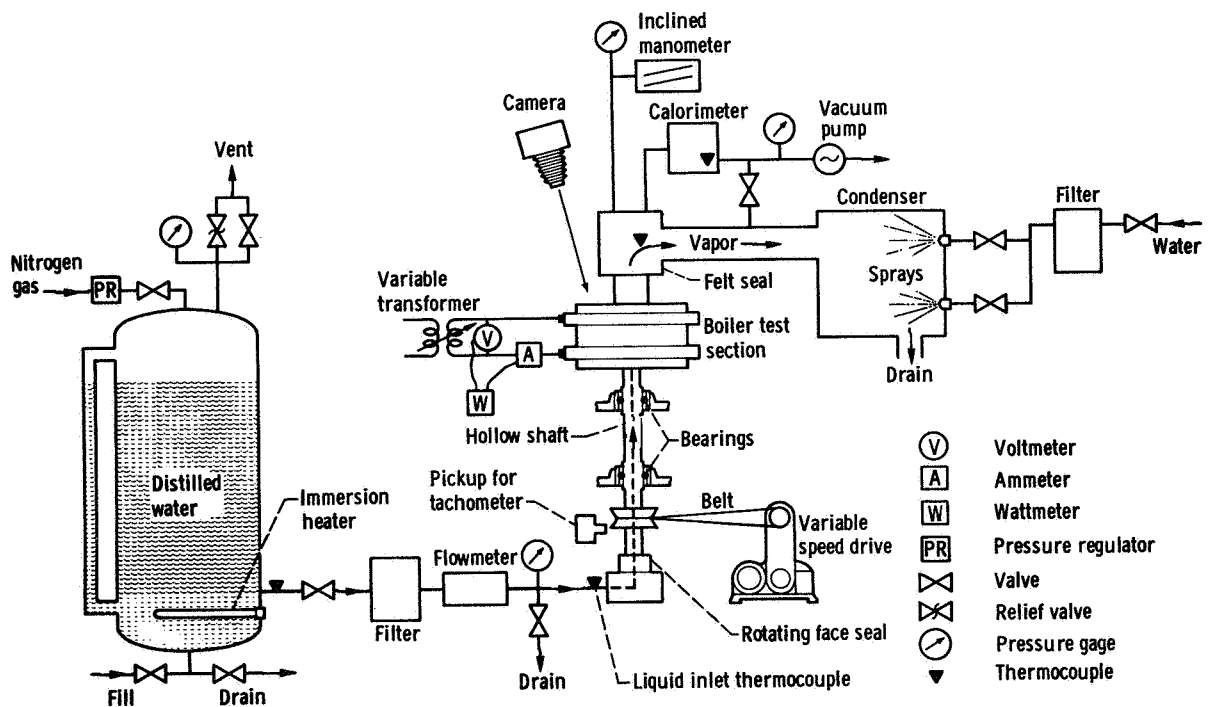 Inclined
manometer
Camera
Calorimeter
Vacuum
pump
Vent
Condenser
Filter
Nitrogen
gas
PR
Vapor
Water
Variable
transformer
Felt seal
Sprays
V
Boiler test
section
A
Drain
W
Hollow shaft
Bearings
Distilled
water
Pickup for
tachometer
Belt
Immersion
heater
Variable
speed drive
Flowmeter
Filter
Rotating face seal
Drain
Liquid inlet thermocouple
Fill
Drain
V Voltmeter
A Ammeter
W Wattmeter
PR Pressure regulator
Valve
Relief valve
Pressure gage
Thermocouple